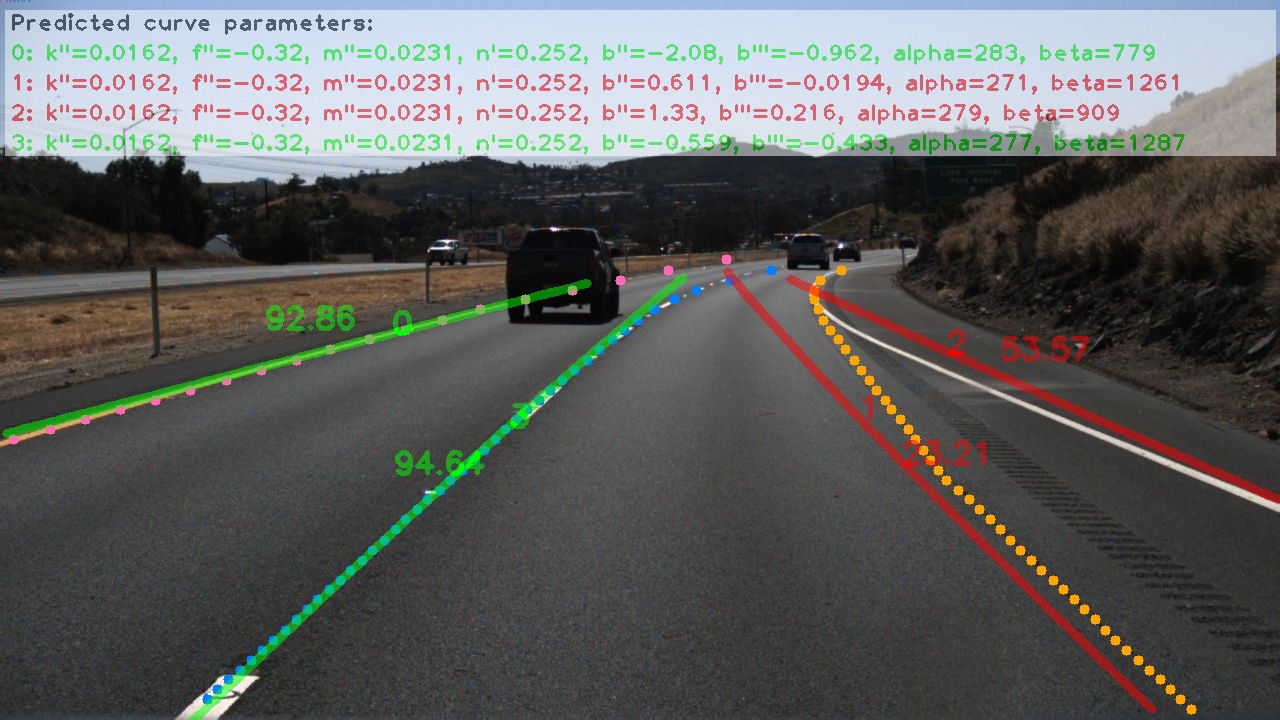 Predicted curve parameters:
0: k''=0.0162, f''=-0.32, m''=0.0231, n'=0.252, b''=-2.08, b'''=-0.962, alpha=283, beta=779
1: k''=0.0162, f''=-0.32, m''=0.0231, n'=0.252, b''=0.611, b'''=-0.0194, alpha=271, beta=1261
2: k''=0.0162, f''=-0.32, m''=0.0231, n'=0.252, b''=1.33, b'''=0.216, alpha=279, beta=909
3: k''=0.0162, f''=-0.32, m''=0.0231, n'=0.252, b''=-0.559, b'''=-0.433, alpha=277, beta=1287
Lake Jennings
Park Road
92.86
0
2
53.57
1
3
94.64